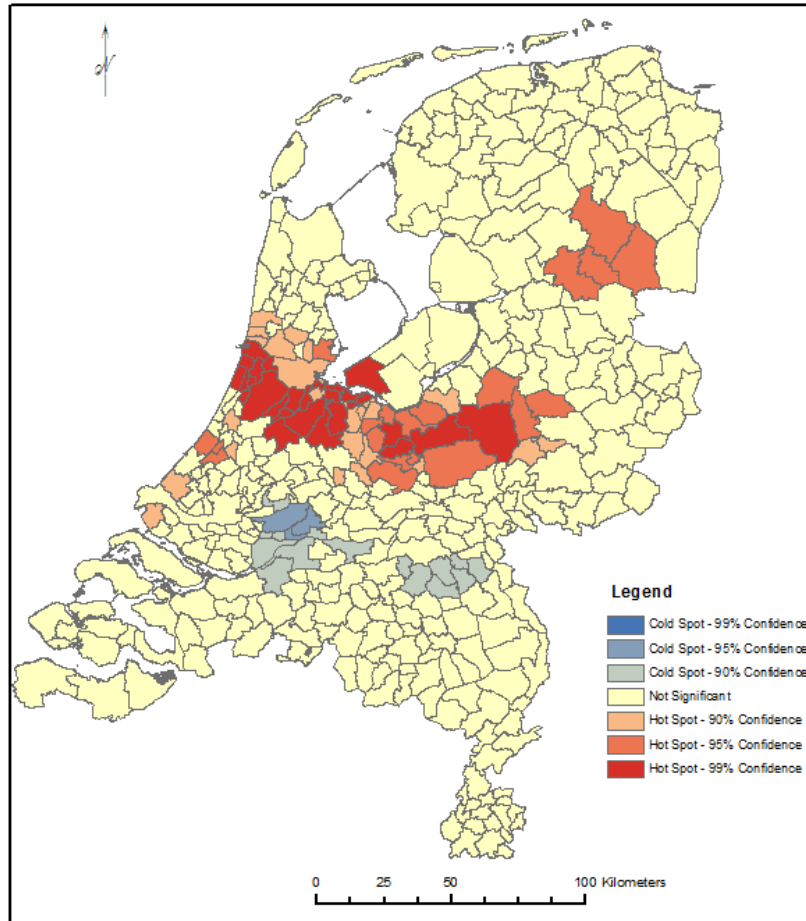 N
Legend
Cold Spot - 99% Confidence
Cold Spot - 95% Confidence
Cold Spot - 90% Confidence
Not Significant
Hot Spot - 90% Confidence
Hot Spot - 95% Confidence
Hot Spot - 99% Confidence
0 25 50 100 Kilometers